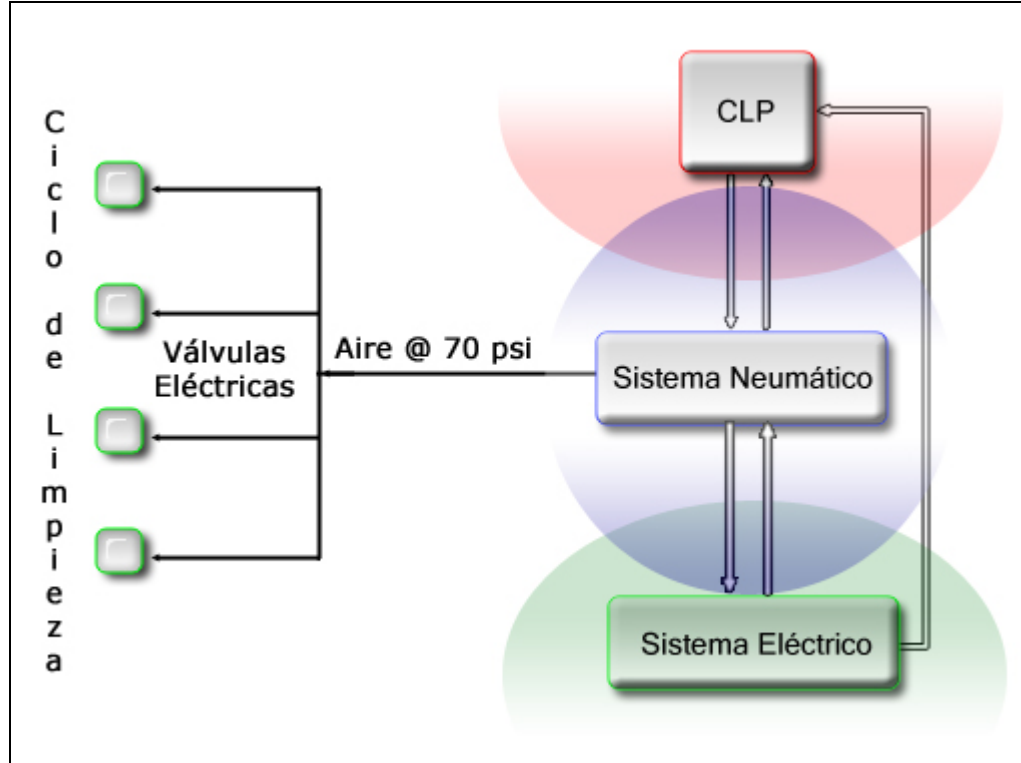 Ciclo de Limpieza
CLP
Válvulas
Eléctricas
Aire @ 70 psi
Sistema Neumático
Sistema Eléctrico